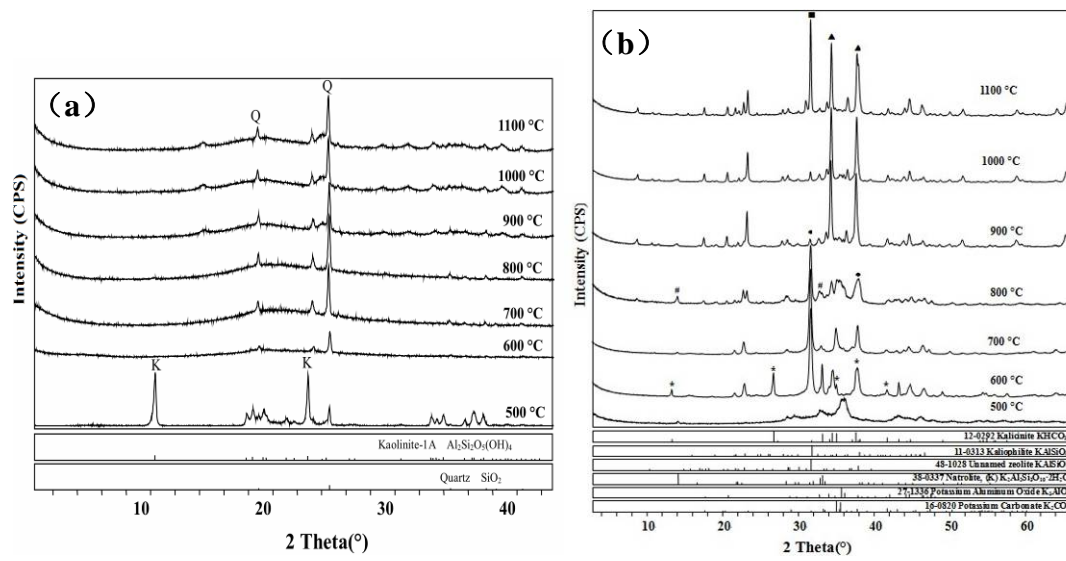 (a)
Q
Q
1100 °C
1000 °C
900 °C
800 °C
700 °C
600 °C
K
K
500 °C
Kaolinite-1A Al₂Si₂O₅(OH)₄
Quartz SiO₂
10
20
30
40
2 Theta(°)
Intensity (CPS)
(b)
■
▲
▲
1100 °C
1000 °C
900 °C
#
#
800 °C
700 °C
*
*
*
*
*
600 °C
500 °C
12-0292 Kalicinite KHCO₃
11-0313 Kaliophilite KAlSiO
48-1028 Unnamed zeolite KAlSiO
38-0337 Natrolite, (K) K₂Al₂Si₃O₁₀·2H₂O
27-1336 Potassium Aluminum Oxide K₆AlO
16-0820 Potassium Carbonate K₂CO
10
20
30
40
50
60
2 Theta(°)
Intensity (CPS)